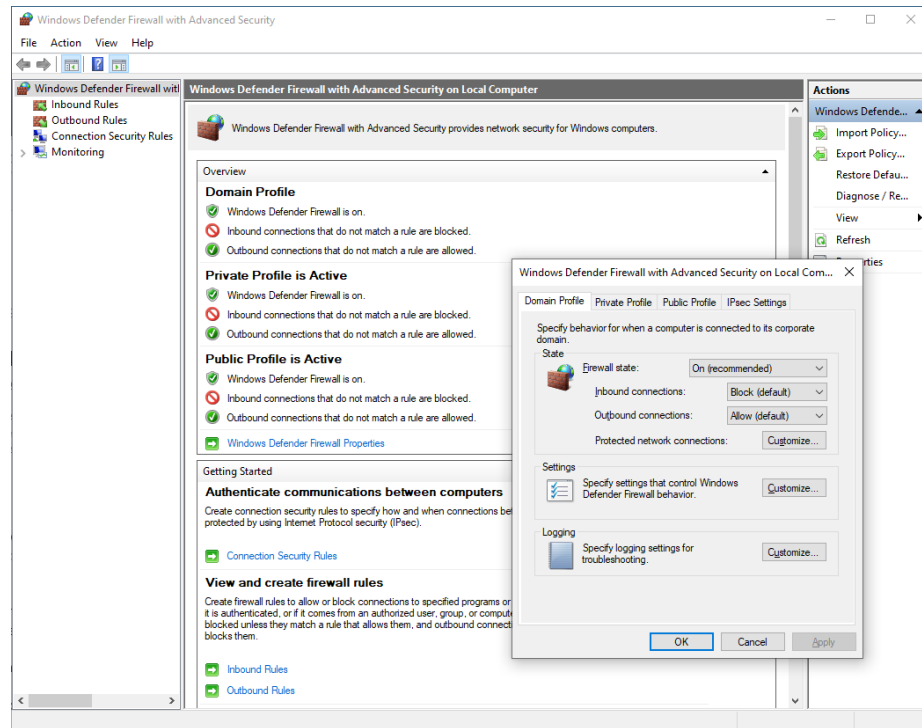 Windows Defender Firewall with Advanced Security
File Action View Help
Windows Defender Firewall witl
Inbound Rules
Outbound Rules
Connection Security Rules
Monitoring
Windows Defender Firewall with Advanced Security on Local Computer
Windows Defender Firewall with Advanced Security provides network security for Windows computers.
Overview
Domain Profile
Windows Defender Firewall is on.
Inbound connections that do not match a rule are blocked.
Outbound connections that do not match a rule are allowed.
Private Profile is Active
Windows Defender Firewall is on.
Inbound connections that do not match a rule are blocked.
Outbound connections that do not match a rule are allowed.
Public Profile is Active
Windows Defender Firewall is on.
Inbound connections that do not match a rule are blocked.
Outbound connections that do not match a rule are allowed.
Windows Defender Firewall Properties
Getting Started
Authenticate communications between computers
Create connection security rules to specify how and when connections bet
protected by using Internet Protocol security (IPsec).
Connection Security Rules
View and create firewall rules
Create firewall rules to allow or block connections to specified programs or
it is authenticated, or if it comes from an authorized user, group, or compute
blocked unless they match a rule that allows them, and outbound connecti
blocks them.
Inbound Rules
Outbound Rules
Actions
Windows Defende...
Import Policy...
Export Policy...
Restore Defau...
Diagnose / Re...
View
Refresh
Windows Defender Firewall with Advanced Security on Local Com...
Domain Profile Private Profile Public Profile IPsec Settings
Specify behavior for when a computer is connected to its corporate
domain.
State
Firewall state: On (recommended)
Inbound connections: Block (default)
Outbound connections: Allow (default)
Protected network connections: Customize...
Settings
Specify settings that control Windows
Defender Firewall behavior.
Customize...
Logging
Specify logging settings for
troubleshooting.
Customize...
OK Cancel Apply